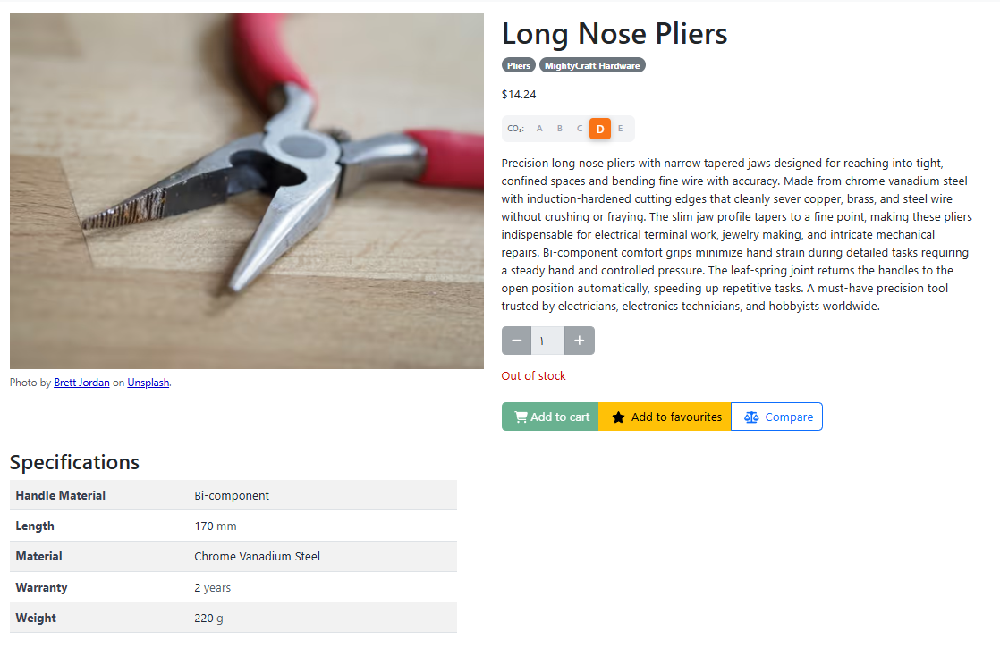 Long Nose Pliers
Pliers MightyCraft Hardware
$14.24
CO₂: A B C D E
Precision long nose pliers with narrow tapered jaws designed for reaching into tight,
confined spaces and bending fine wire with accuracy. Made from chrome vanadium steel
with induction-hardened cutting edges that cleanly sever copper, brass, and steel wire
without crushing or fraying. The slim jaw profile tapers to a fine point, making these pliers
indispensable for electrical terminal work, jewelry making, and intricate mechanical
repairs. Bi-component comfort grips minimize hand strain during detailed tasks requiring
a steady hand and controlled pressure. The leaf-spring joint returns the handles to the
open position automatically, speeding up repetitive tasks. A must-have precision tool
trusted by electricians, electronics technicians, and hobbyists worldwide.
− ١ +
Out of stock
Add to cart Add to favourites Compare
Photo by Brett Jordan on Unsplash.
Specifications
Handle Material Bi-component
Length 170 mm
Material Chrome Vanadium Steel
Warranty 2 years
Weight 220 g